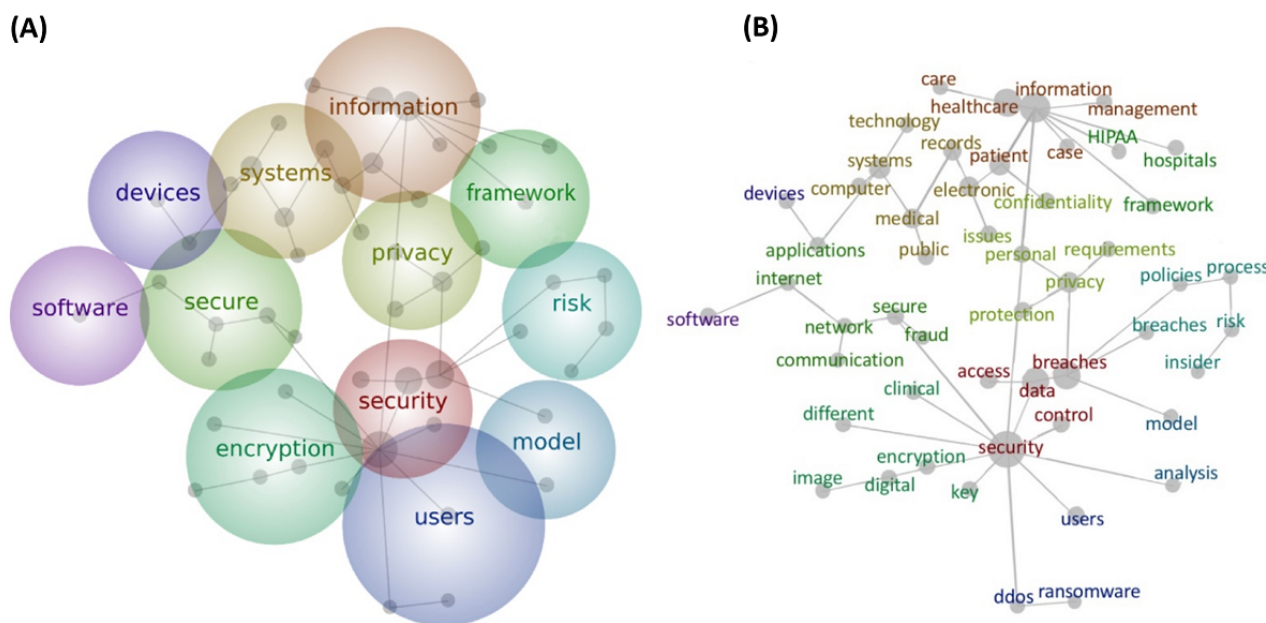 (A)
information
systems
devices
framework
privacy
software
secure
risk
security
encryption
model
users
(B)
care
information
healthcare
management
technology
HIPAA
records
case
hospitals
systems
patient
devices
computer
electronic
confidentiality
framework
medical
issues
public
personal
requirements
applications
internet
privacy
policies
process
software
network
secure
protection
breaches
risk
fraud
communication
access
breaches
insider
clinical
data
different
control
model
security
encryption
image
digital
key
analysis
users
ddos
ransomware